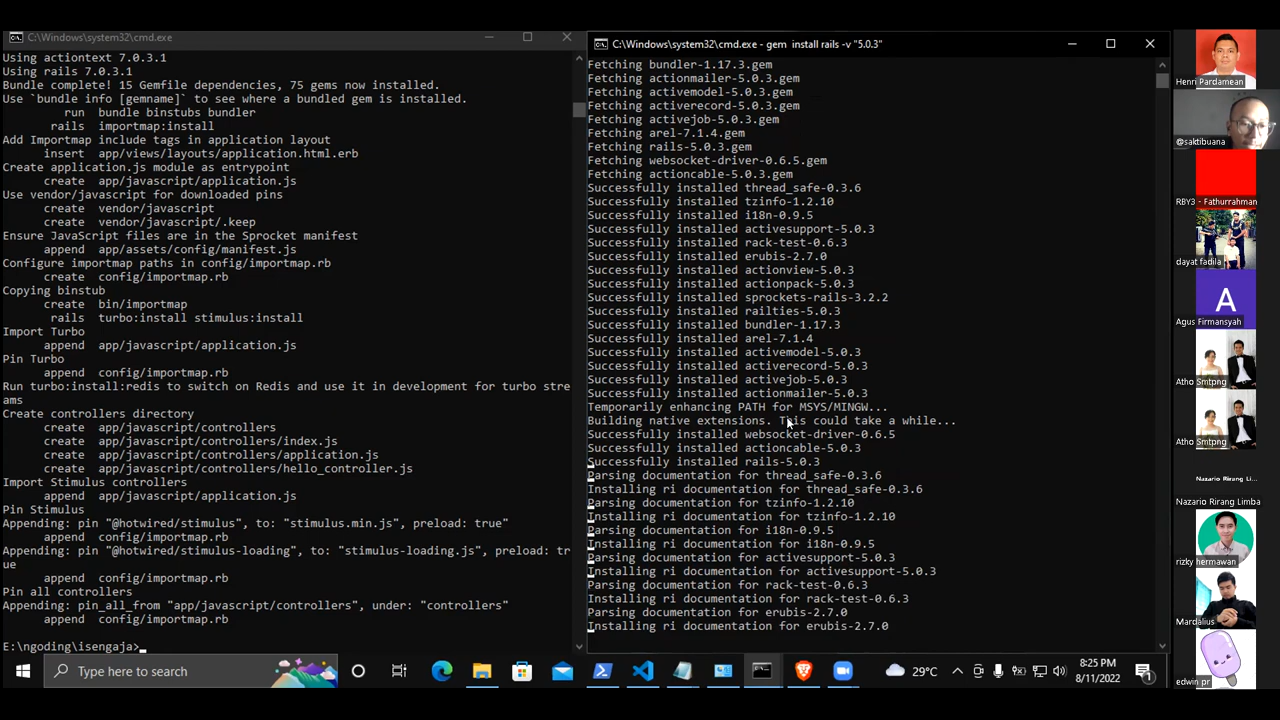 C:\Windows\system32\cmd.exe
Using actiontext 7.0.3.1
Using rails 7.0.3.1
Bundle complete! 15 Gemfile dependencies, 75 gems now installed.
Use `bundle info [gemname]` to see where a bundled gem is installed.
run bundle binstubs bundler
rails importmap:install
Add Importmap include tags in application layout
insert app/views/layouts/application.html.erb
Create application.js module as entrypoint
create app/javascript/application.js
Use vendor/javascript for downloaded pins
create vendor/javascript
create vendor/javascript/.keep
Ensure JavaScript files are in the Sprocket manifest
append app/assets/config/manifest.js
Configure importmap paths in config/importmap.rb
create config/importmap.rb
Copying binstub
create bin/importmap
rails turbo:install stimulus:install
Import Turbo
append app/javascript/application.js
Pin Turbo
append config/importmap.rb
Run turbo:install:redis to switch on Redis and use it in development for turbo stre
ams
Create controllers directory
create app/javascript/controllers
create app/javascript/controllers/index.js
create app/javascript/controllers/application.js
create app/javascript/controllers/hello_controller.js
Import Stimulus controllers
append app/javascript/application.js
Pin Stimulus
Appending: pin "@hotwired/stimulus", to: "stimulus.min.js", preload: true"
append config/importmap.rb
Appending: pin "@hotwired/stimulus-loading", to: "stimulus-loading.js", preload: tr
ue
append config/importmap.rb
Pin all controllers
Appending: pin_all_from "app/javascript/controllers", under: "controllers"
append config/importmap.rb
E:\ngoding\isengaja>
C:\Windows\system32\cmd.exe - gem install rails -v "5.0.3"
Fetching bundler-1.17.3.gem
Fetching actionmailer-5.0.3.gem
Fetching activemodel-5.0.3.gem
Fetching activerecord-5.0.3.gem
Fetching activejob-5.0.3.gem
Fetching arel-7.1.4.gem
Fetching rails-5.0.3.gem
Fetching websocket-driver-0.6.5.gem
Fetching actioncable-5.0.3.gem
Successfully installed thread_safe-0.3.6
Successfully installed tzinfo-1.2.10
Successfully installed i18n-0.9.5
Successfully installed activesupport-5.0.3
Successfully installed rack-test-0.6.3
Successfully installed erubis-2.7.0
Successfully installed actionview-5.0.3
Successfully installed actionpack-5.0.3
Successfully installed sprockets-rails-3.2.2
Successfully installed railties-5.0.3
Successfully installed bundler-1.17.3
Successfully installed arel-7.1.4
Successfully installed activemodel-5.0.3
Successfully installed activerecord-5.0.3
Successfully installed activejob-5.0.3
Successfully installed actionmailer-5.0.3
Temporarily enhancing PATH for MSYS/MINGW...
Building native extensions. This could take a while...
Successfully installed websocket-driver-0.6.5
Successfully installed actioncable-5.0.3
Successfully installed rails-5.0.3
Parsing documentation for thread_safe-0.3.6
Installing ri documentation for thread_safe-0.3.6
Parsing documentation for tzinfo-1.2.10
Installing ri documentation for tzinfo-1.2.10
Parsing documentation for i18n-0.9.5
Installing ri documentation for i18n-0.9.5
Parsing documentation for activesupport-5.0.3
Installing ri documentation for activesupport-5.0.3
Parsing documentation for rack-test-0.6.3
Installing ri documentation for rack-test-0.6.3
Parsing documentation for erubis-2.7.0
Installing ri documentation for erubis-2.7.0
Henri Pardamean
@saktibuana
RBY3 - Fathurrahman
dayat fadila
A
Agus Firmansyah
Atho Smtpng
Atho Smtpng
Nazario Rirang Limba
Nazario Rirang Limba
rizky hermawan
Mardalius
edwin pr
Type here to search
29°C
8:25 PM
8/11/2022
1